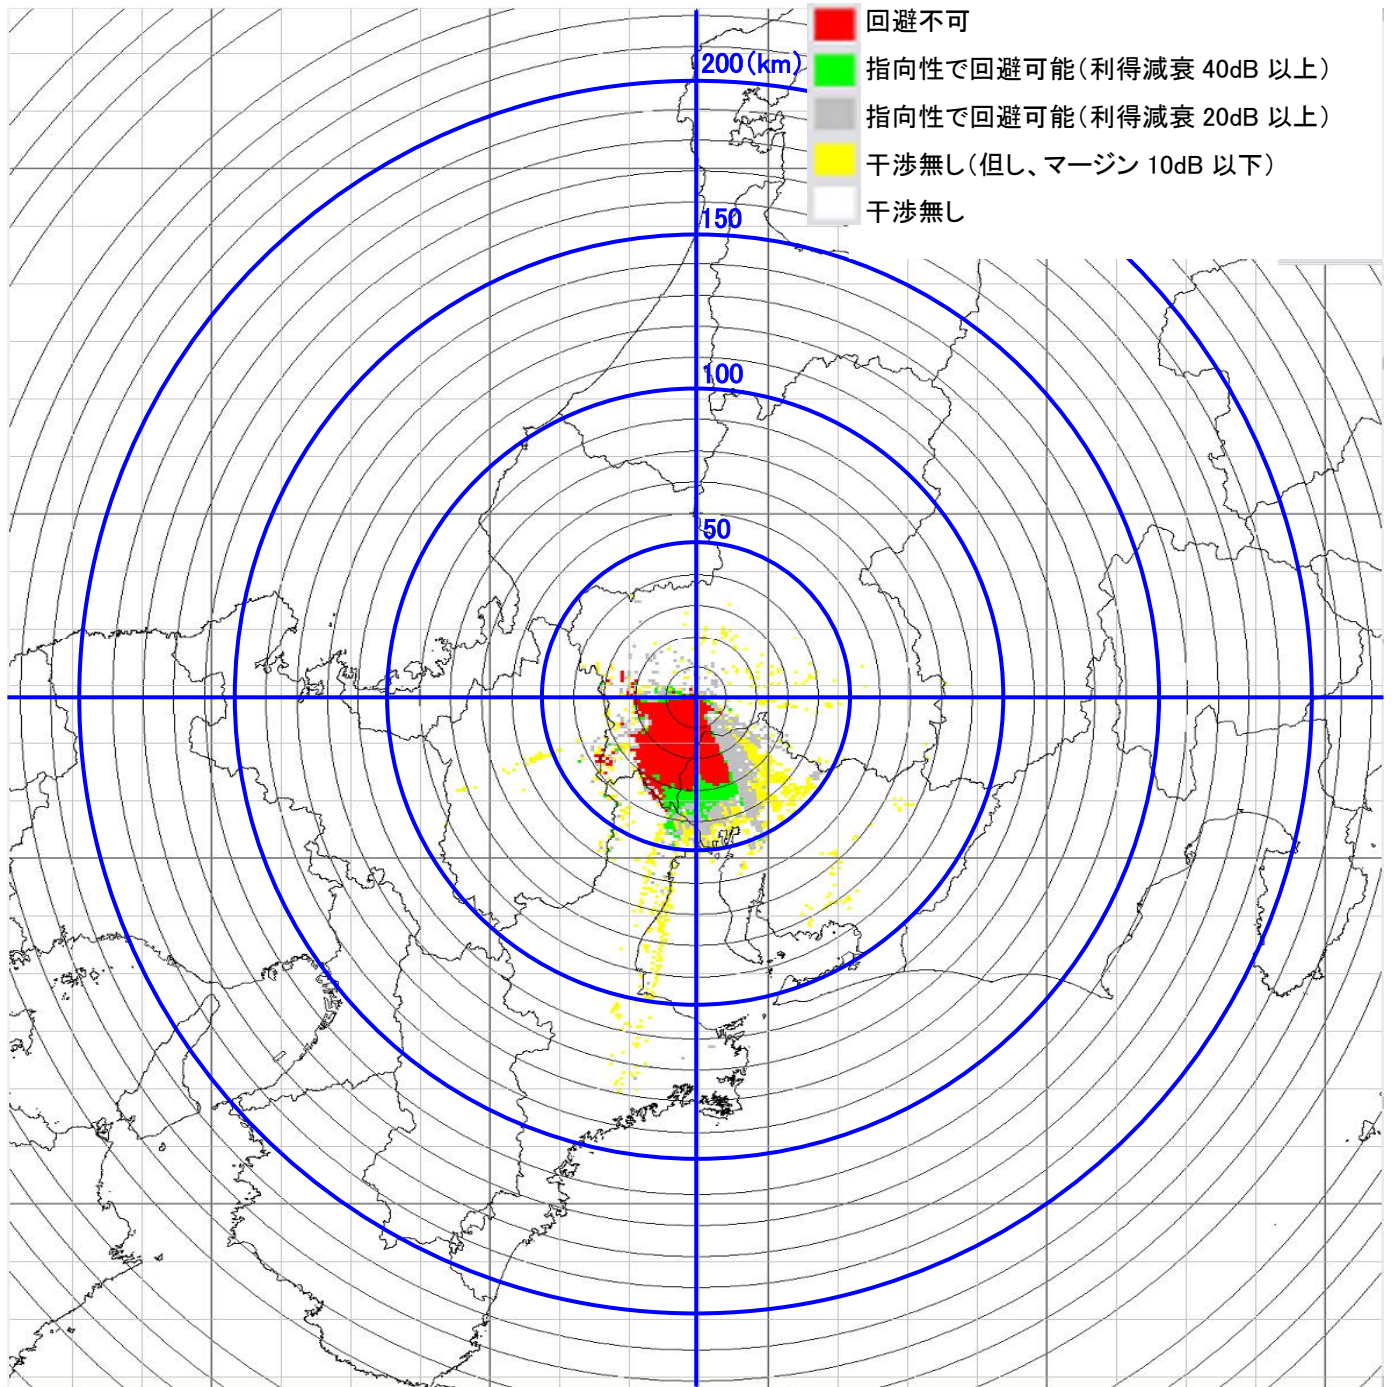 回避不可
指向性で回避可能(利得減衰 40dB 以上)
指向性で回避可能(利得減衰 20dB 以上)
干渉無し(但し、マージン 10dB 以下)
干渉無し
200(km)
150
100
50